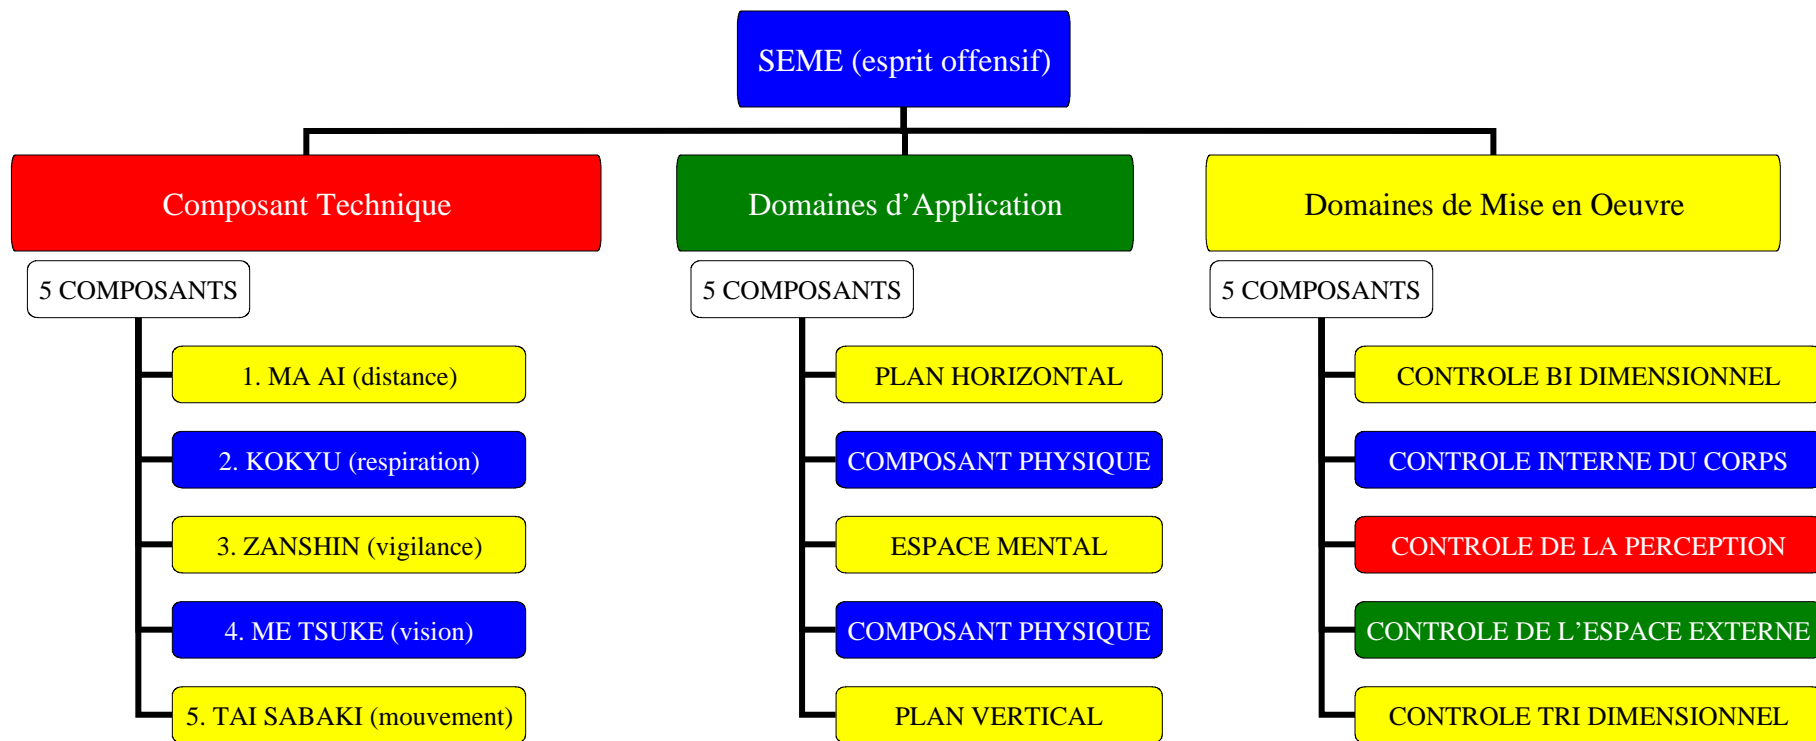 SEME (esprit offensif)
Composant Technique
Domaines d’Application
Domaines de Mise en Oeuvre
5 COMPOSANTS
5 COMPOSANTS
5 COMPOSANTS
1. MA AI (distance)
PLAN HORIZONTAL
CONTROLE BI DIMENSIONNEL
2. KOKYU (respiration)
COMPOSANT PHYSIQUE
CONTROLE INTERNE DU CORPS
3. ZANSHIN (vigilance)
ESPACE MENTAL
CONTROLE DE LA PERCEPTION
4. ME TSUKE (vision)
COMPOSANT PHYSIQUE
CONTROLE DE L’ESPACE EXTERNE
5. TAI SABAKI (mouvement)
PLAN VERTICAL
CONTROLE TRI DIMENSIONNEL